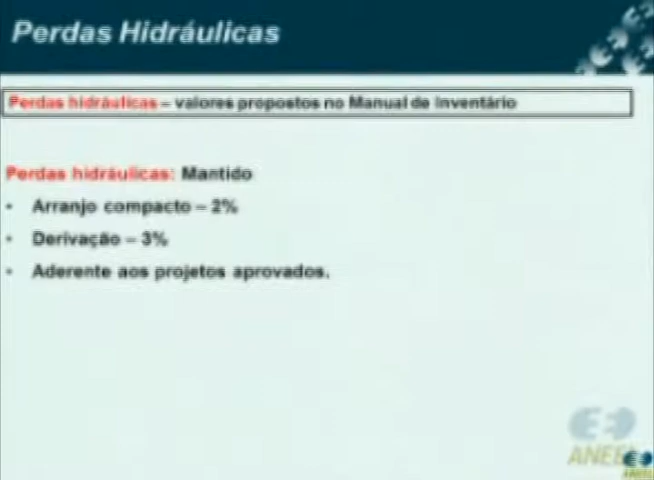 Perdas Hidráulicas
Perdas hidráulicas – valores propostos no Manual de Inventário
Perdas hidráulicas: Mantido
• Arranjo compacto – 2%
• Derivação – 3%
• Aderente aos projetos aprovados.
ANEEL
ANEEL